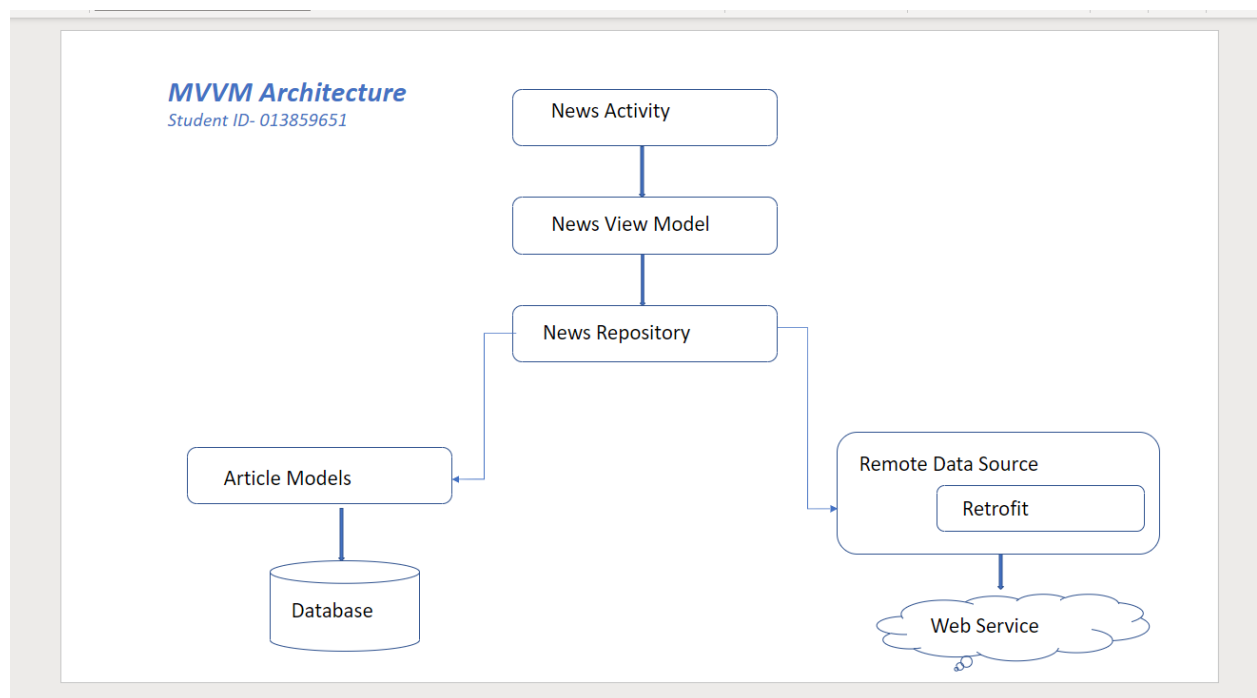 MVVM Architecture
Student ID- 013859651
News Activity
News View Model
News Repository
Article Models
Database
Remote Data Source
Retrofit
Web Service